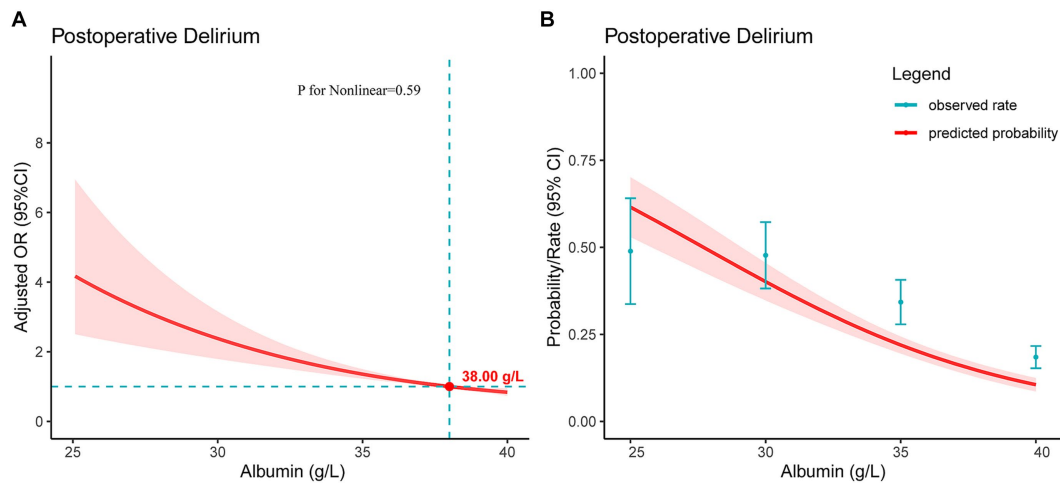 A
Postoperative Delirium
P for Nonlinear=0.59
Adjusted OR (95%CI)
8
6
4
2
0
38.00 g/L
25
30
35
40
Albumin (g/L)
B
Postoperative Delirium
Legend
observed rate
predicted probability
Probability/Rate (95% CI)
1.00
0.75
0.50
0.25
0.00
25
30
35
40
Albumin (g/L)